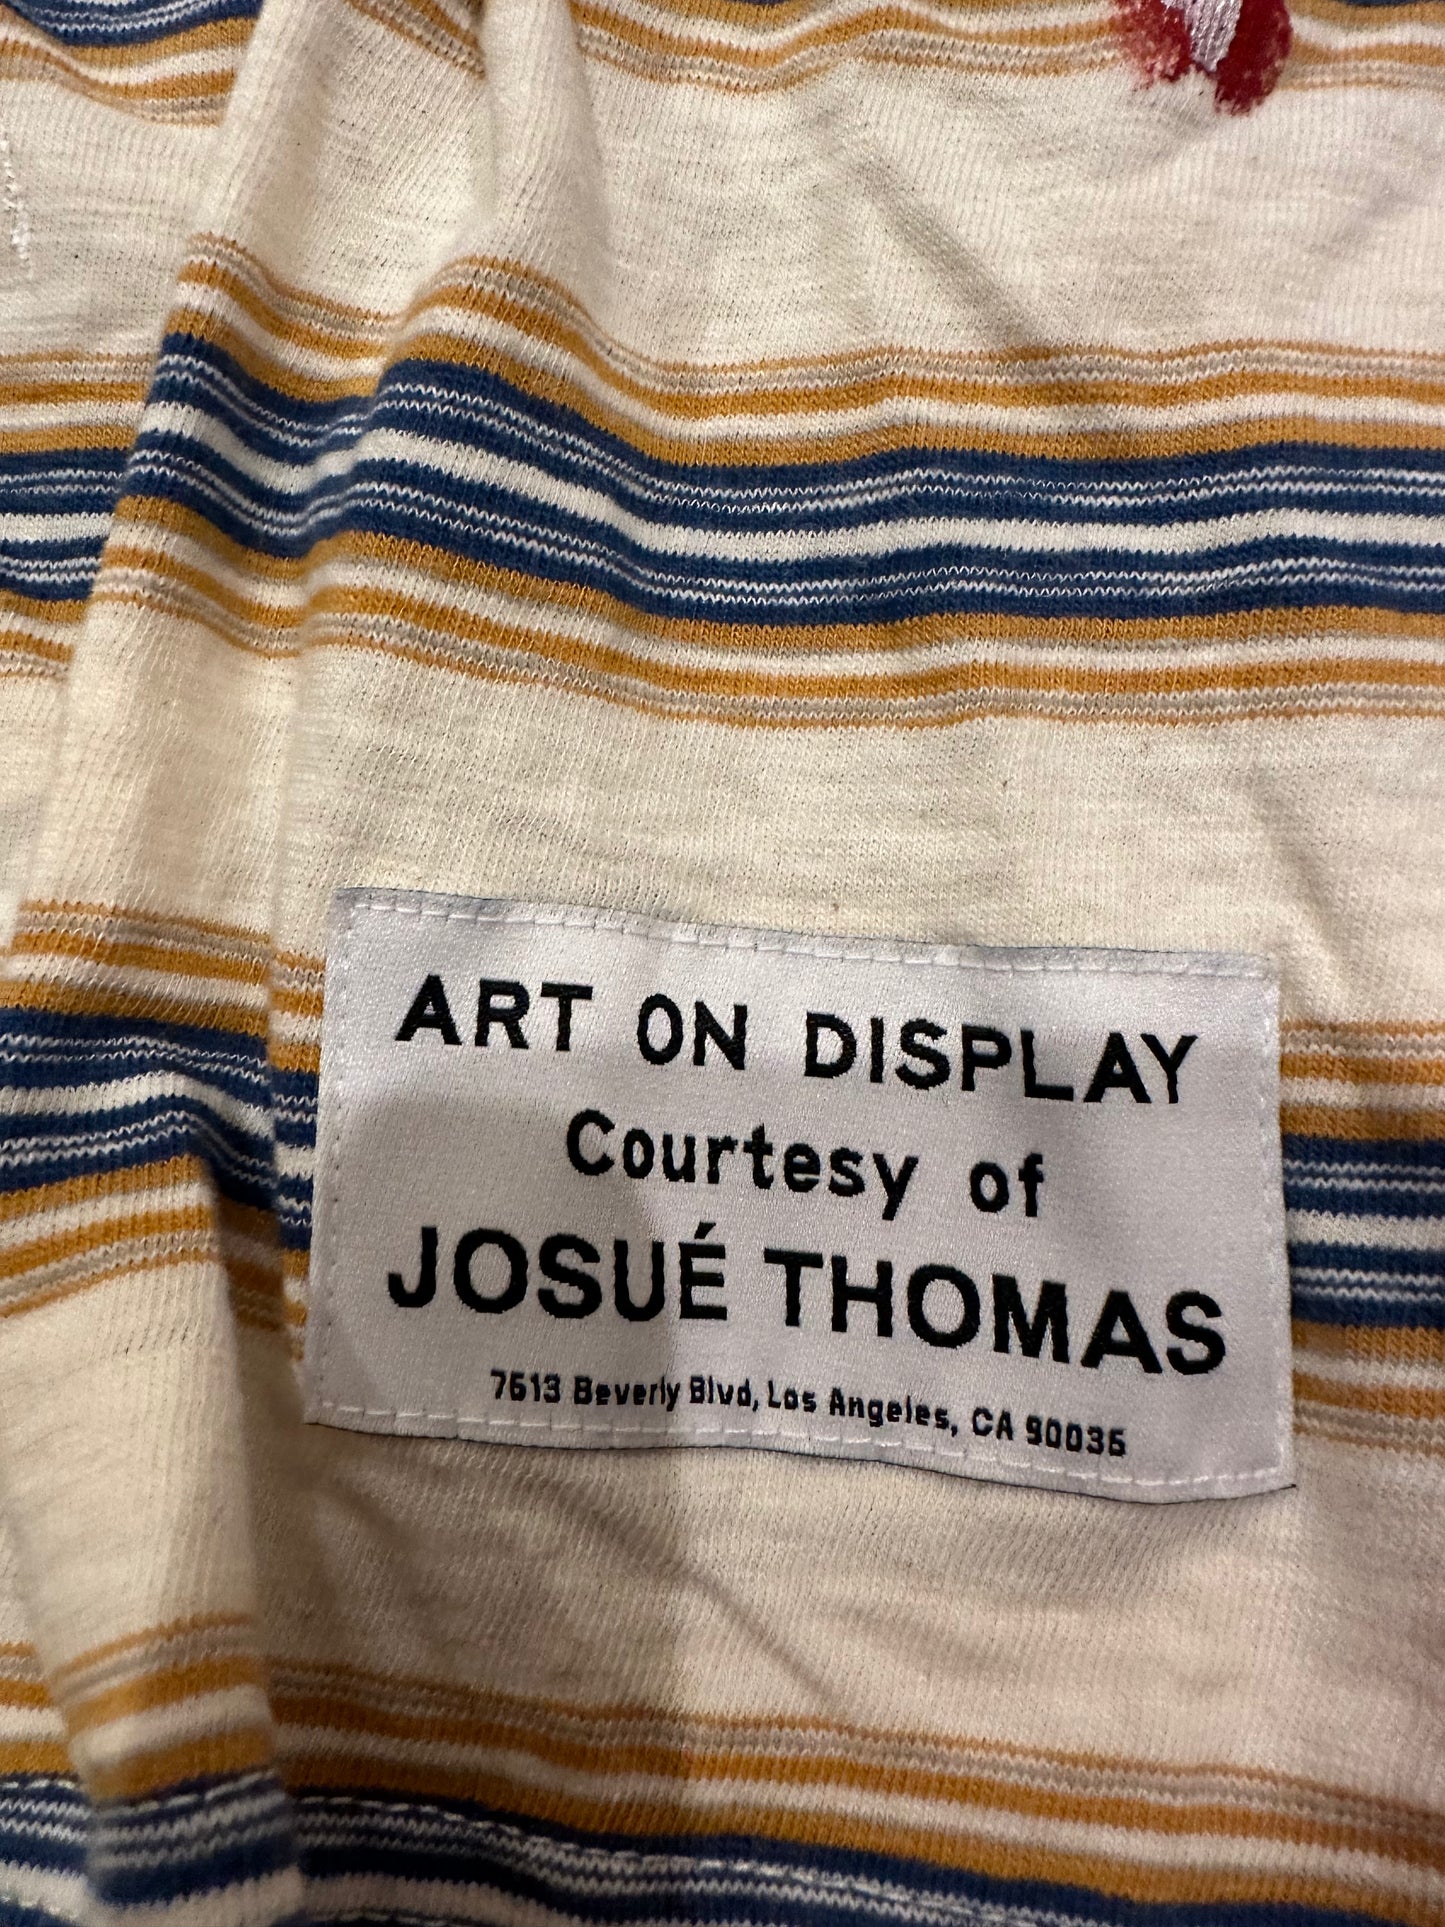 ART ON DISPLAY
Courtesy of
JOSUÉ THOMAS
7613 Beverly Blvd, Los Angeles, CA 90036